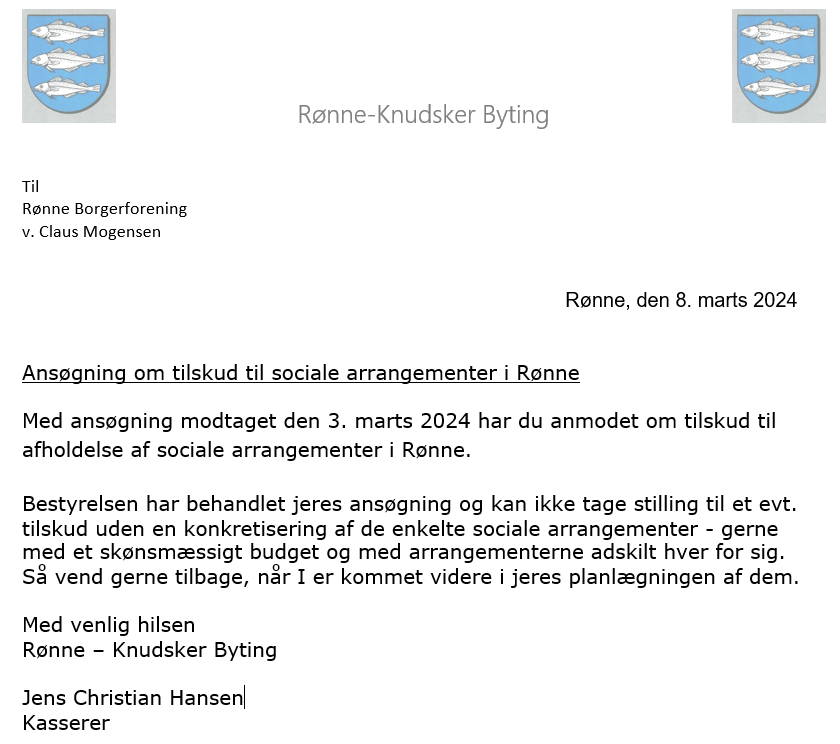 Rønne-Knudsker Byting
Til
Rønne Borgerforening
v. Claus Mogensen
Rønne, den 8. marts 2024
Ansøgning om tilskud til sociale arrangementer i Rønne
Med ansøgning modtaget den 3. marts 2024 har du anmodet om tilskud til
afholdelse af sociale arrangementer i Rønne.
Bestyrelsen har behandlet jeres ansøgning og kan ikke tage stilling til et evt.
tilskud uden en konkretisering af de enkelte sociale arrangementer - gerne
med et skønsmæssigt budget og med arrangementerne adskilt hver for sig.
Så vend gerne tilbage, når I er kommet videre i jeres planlægningen af dem.
Med venlig hilsen
Rønne – Knudsker Byting
Jens Christian Hansen
Kasserer